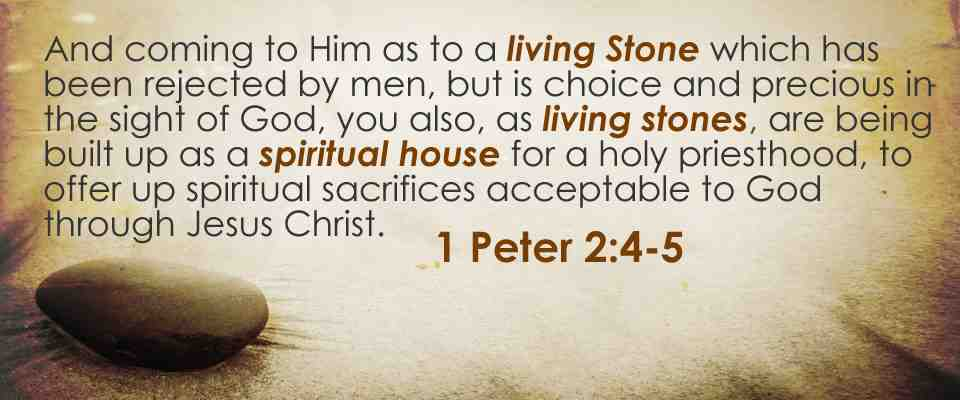 And coming to Him as to a living Stone which has
been rejected by men, but is choice and precious in
the sight of God, you also, as living stones, are being
built up as a spiritual house for a holy priesthood, to
offer up spiritual sacrifices acceptable to God
through Jesus Christ.
1 Peter 2:4-5